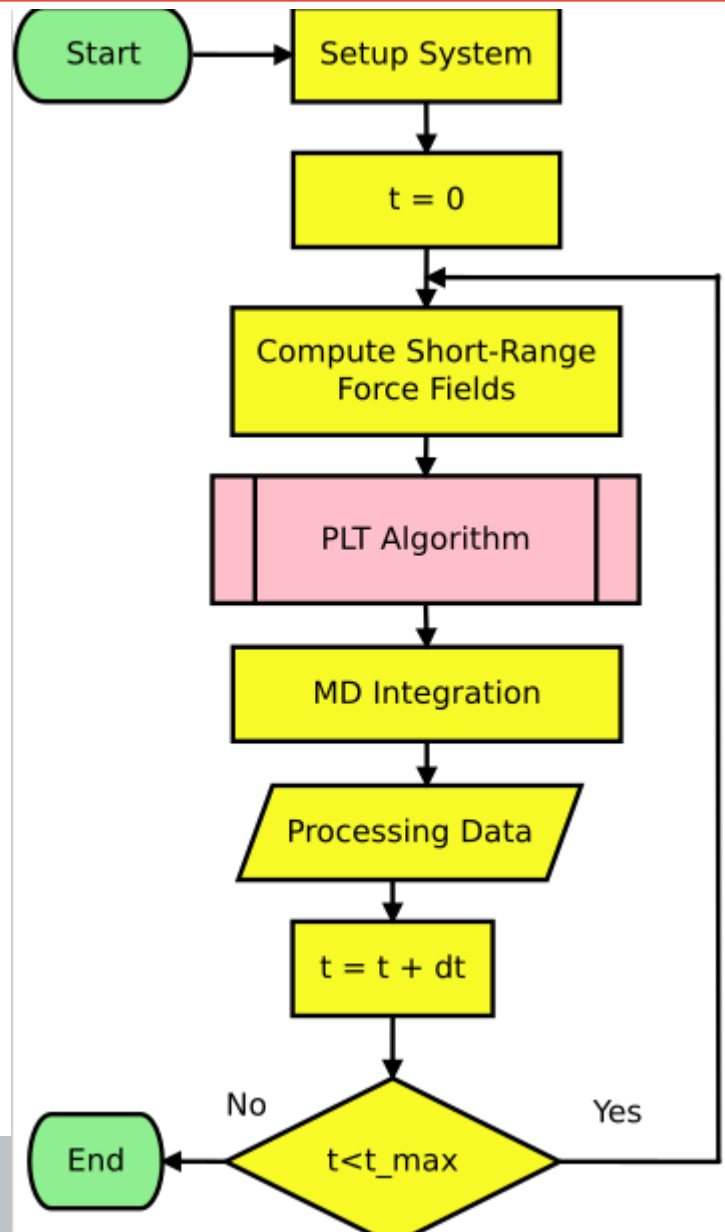 Start
Setup System
t = 0
Compute Short-Range
Force Fields
PLT Algorithm
MD Integration
Processing Data
t = t + dt
No
Yes
End
t<t_max